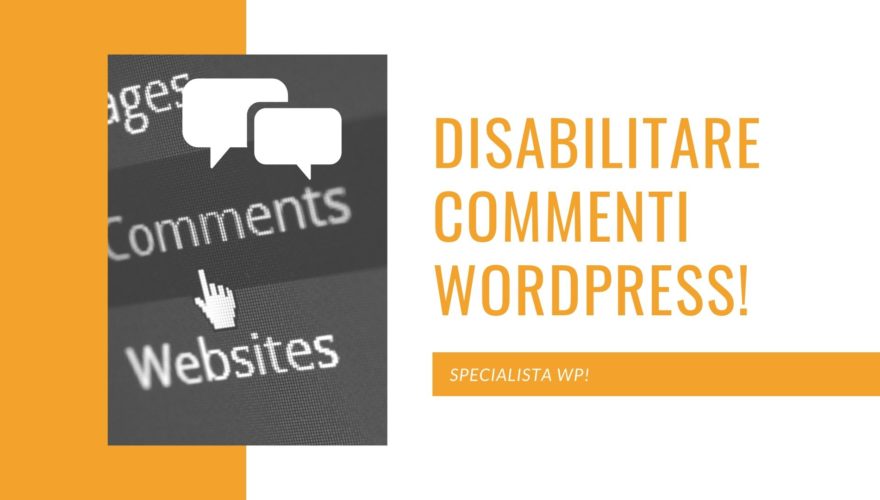 ages
Comments
Websites
DISABILITARE
COMMENTI
WORDPRESS!
SPECIALISTA WP!